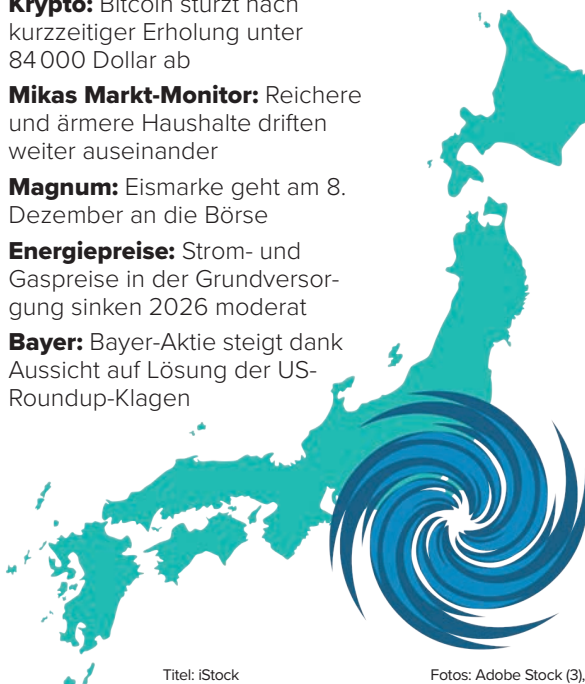 Krypto: Bitcoin stürzt nach
kurzzeitiger Erholung unter
84 000 Dollar ab
Mikas Markt-Monitor: Reichere
und ärmere Haushalte driften
weiter auseinander
Magnum: Eismarke geht am 8.
Dezember an die Börse
Energiepreise: Strom- und
Gaspreise in der Grundversor-
gung sinken 2026 moderat
Bayer: Bayer-Aktie steigt dank
Aussicht auf Lösung der US-
Roundup-Klagen
Titel: iStock
Fotos: Adobe Stock (3),